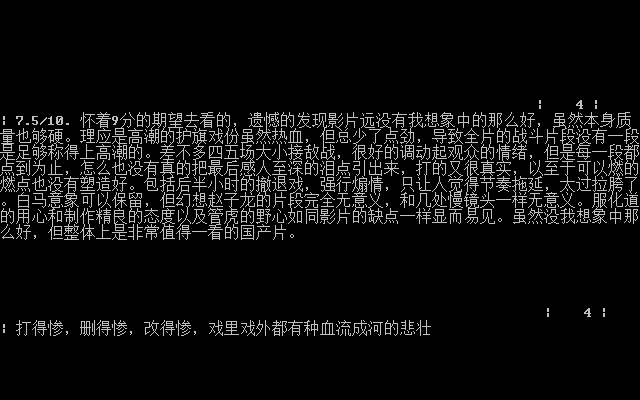 ¦ 4 ¦
¦ 7.5/10. 怀着9分的期望去看的，遗憾的发现影片远没有我想象中的那么好，虽然本身质
量也够硬。理应是高潮的护旗戏份虽然热血，但总少了点劲，导致全片的战斗片段没有一段
是足够称得上高潮的。差不多四五场大小接敌战，很好的调动起观众的情绪，但是每一段都
点到为止，怎么也没有真的把最后感人至深的泪点引出来，打的又很真实，以至于可以燃的
燃点也没有塑造好。包括后半小时的撤退戏，强行煽情，只让人觉得节奏拖延，太过拉胯了
。白马意象可以保留，但幻想赵子龙的片段完全无意义，和几处慢镜头一样无意义。服化道
的用心和制作精良的态度以及管虎的野心如同影片的缺点一样显而易见。虽然没我想象中那
么好，但整体上是非常值得一看的国产片。
¦ 4 ¦
¦ 打得惨，删得惨，改得惨，戏里戏外都有种血流成河的悲壮